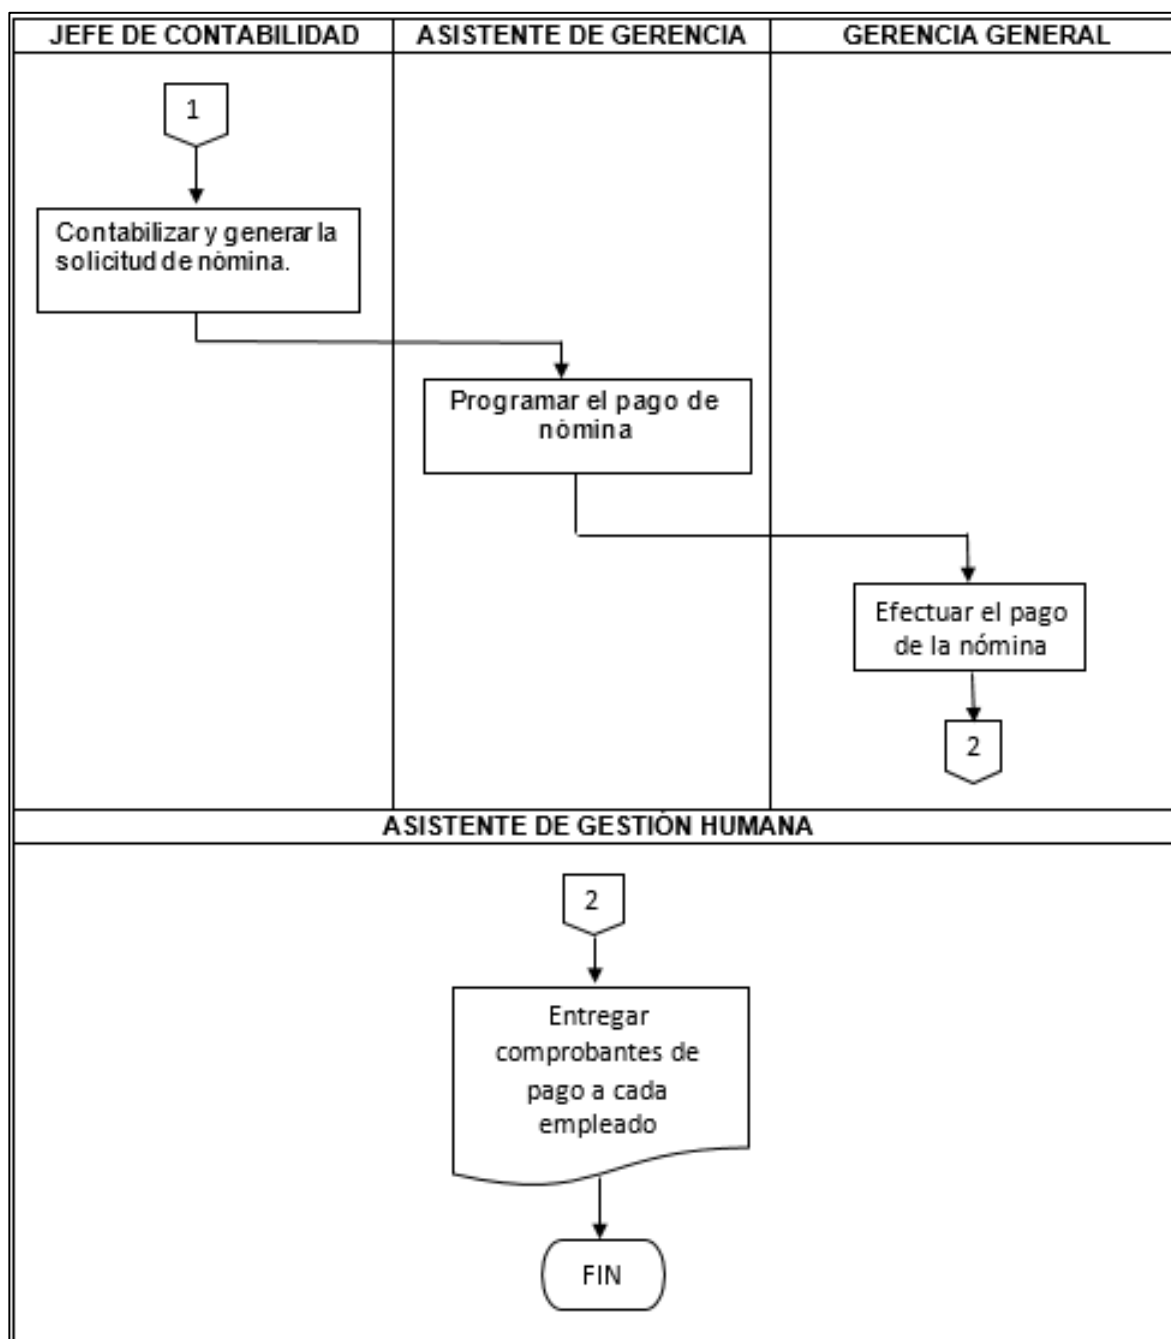 JEFE DE CONTABILIDAD
ASISTENTE DE GERENCIA
GERENCIA GENERAL
1
Contabilizar y generar la
solicitud de nómina.
Programar el pago de
nómina
Efectuar el pago
de la nómina
2
ASISTENTE DE GESTIÓN HUMANA
2
Entregar
comprobantes de
pago a cada
empleado
FIN